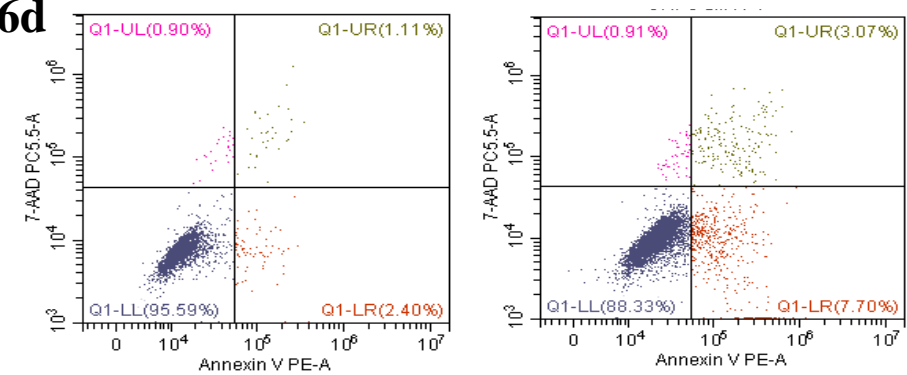 6d
Q1-UL(0.90%) Q1-UR(1.11%)
10^6
10^5
10^4
10^3
7-AAD PC5.5-A
Q1-LL(95.59%) Q1-LR(2.40%)
0 10^4 10^5 10^6 10^7
Annexin V PE-A
Q1-UL(0.91%) Q1-UR(3.07%)
10^6
10^5
10^4
10^3
7-AAD PC5.5-A
Q1-LL(88.33%) Q1-LR(7.70%)
0 10^4 10^5 10^6 10^7
Annexin V PE-A